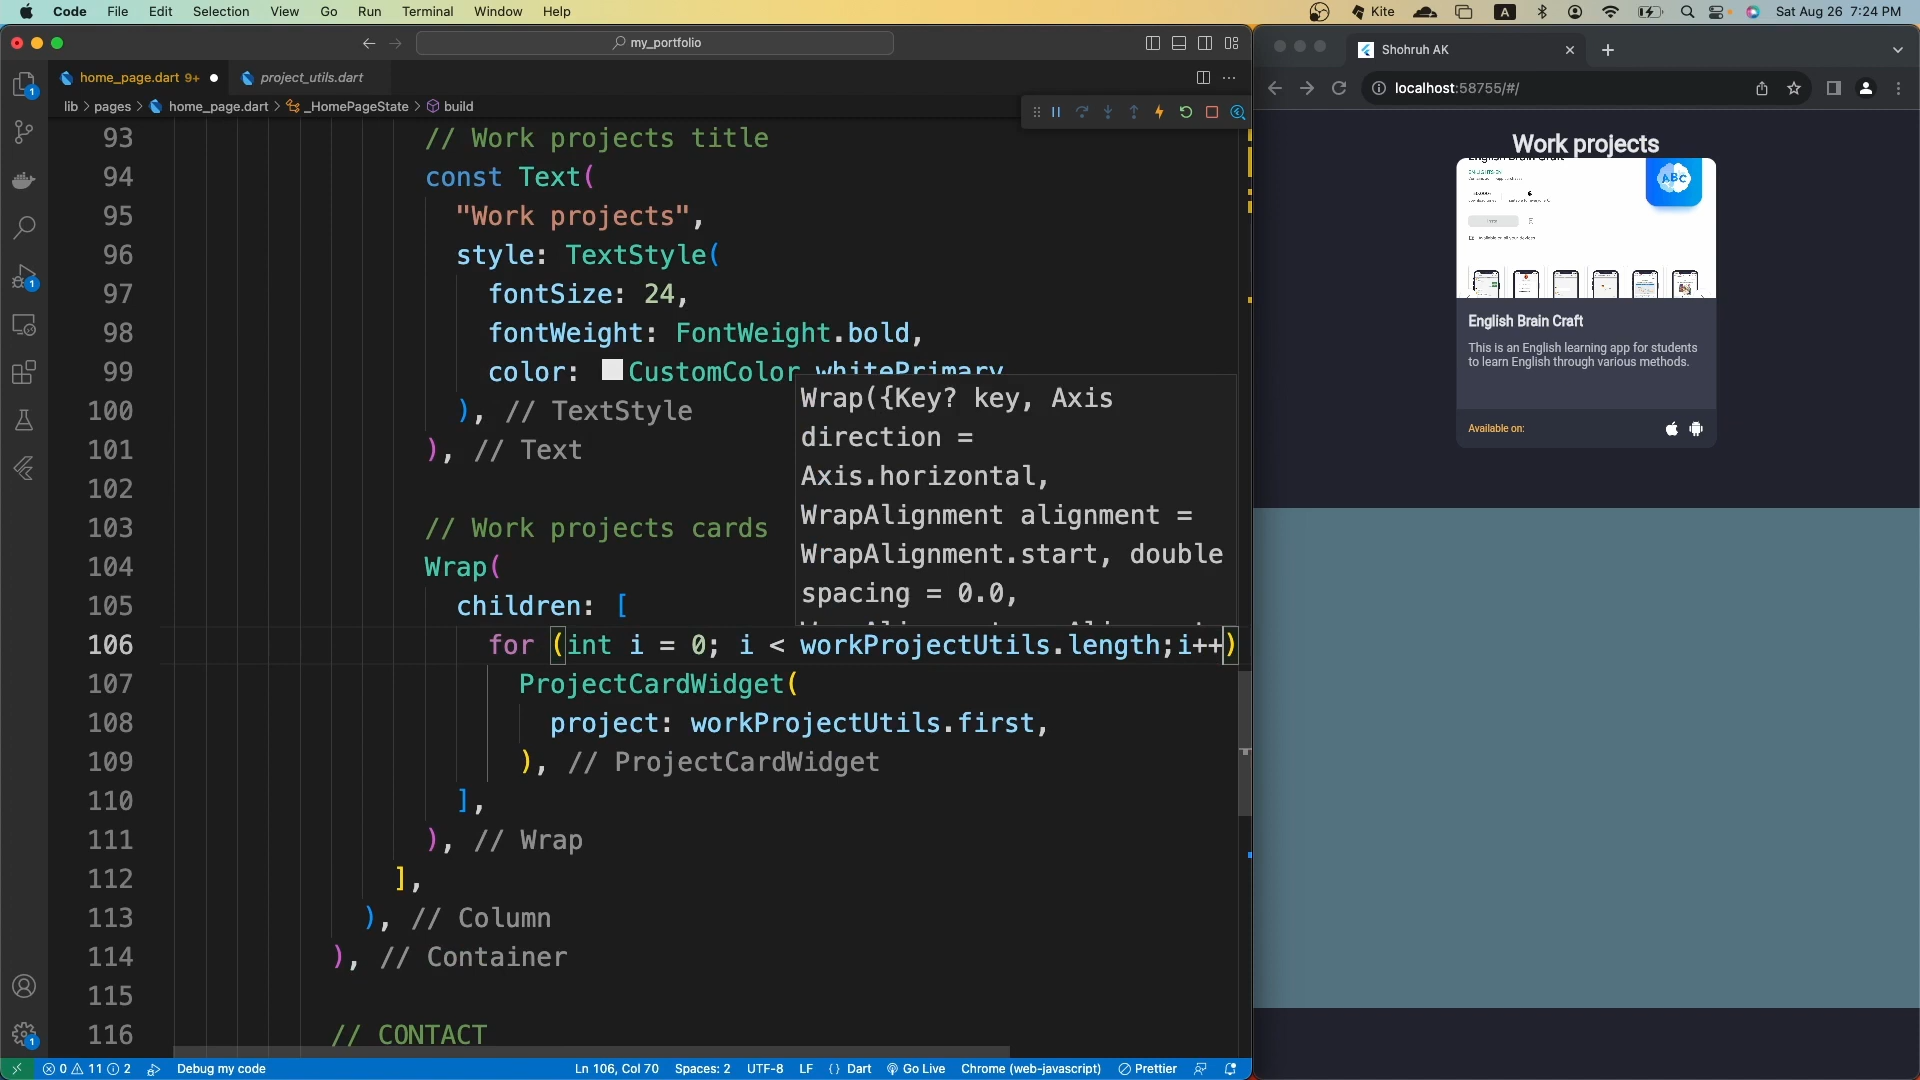 Code File Edit Selection View Go Run Terminal Window Help
Kite
A
Sat Aug 26 7:24 PM
my_portfolio
home_page.dart 9+
project_utils.dart
lib > pages > home_page.dart > _HomePageState > build
93 // Work projects title
94 const Text(
95 "Work projects",
96 style: TextStyle(
97 fontSize: 24,
98 fontWeight: FontWeight.bold,
99 color: CustomColor.whitePrimary
100 ), // TextStyle
101 ), // Text
102
103 // Work projects cards
104 Wrap(
105 children: [
106 for (int i = 0; i < workProjectUtils.length;i++)
107 ProjectCardWidget(
108 project: workProjectUtils.first,
109 ), // ProjectCardWidget
110 ],
111 ), // Wrap
112 ],
113 ), // Column
114 ), // Container
115
116 // CONTACT
Wrap({Key? key, Axis
direction =
Axis.horizontal,
WrapAlignment alignment =
WrapAlignment.start, double
spacing = 0.0,
1
1
1
0 11 2 Debug my code
Ln 106, Col 70 Spaces: 2 UTF-8 LF {} Dart Go Live Chrome (web-javascript) Prettier
Shohruh AK
localhost:58755/#/
Work projects
English Brain Craft
ABC
English Brain Craft
This is an English learning app for students
to learn English through various methods.
Available on: